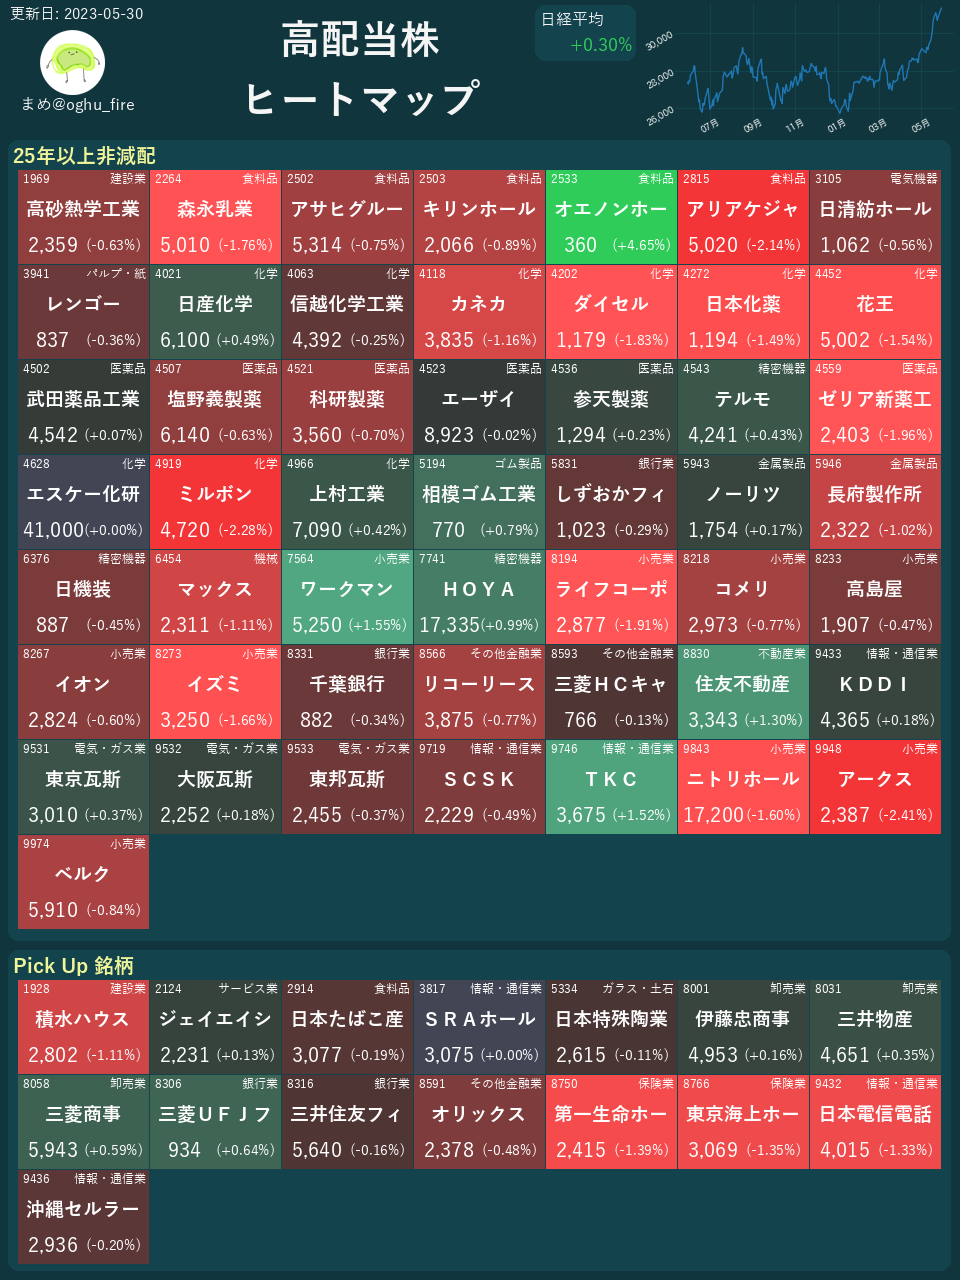 更新日: 2023-05-30
まめ@oghu_fire
高配当株
ヒートマップ
日経平均
+0.30%
30,000
28,000
26,000
07月 09月 11月 01月 03月 05月
25年以上非減配
1969 建設業 2264 食料品 2502 食料品 2503 食料品 2533 食料品 2815 食料品 3105 電気機器
高砂熱学工業 森永乳業 アサヒグルー キリンホール オエノンホー アリアケジャ 日清紡ホール
2,359 (-0.63%) 5,010 (-1.76%) 5,314 (-0.75%) 2,066 (-0.89%) 360 (+4.65%) 5,020 (-2.14%) 1,062 (-0.56%)
3941 パルプ・紙 4021 化学 4063 化学 4118 化学 4202 化学 4272 化学 4452 化学
レンゴー 日産化学 信越化学工業 カネカ ダイセル 日本化薬 花王
837 (-0.36%) 6,100 (+0.49%) 4,392 (-0.25%) 3,835 (-1.16%) 1,179 (-1.83%) 1,194 (-1.49%) 5,002 (-1.54%)
4502 医薬品 4507 医薬品 4521 医薬品 4523 医薬品 4536 医薬品 4543 精密機器 4559 医薬品
武田薬品工業 塩野義製薬 科研製薬 エーザイ 参天製薬 テルモ ゼリア新薬工
4,542 (+0.07%) 6,140 (-0.63%) 3,560 (-0.70%) 8,923 (-0.02%) 1,294 (+0.23%) 4,241 (+0.43%) 2,403 (-1.96%)
4628 化学 4919 化学 4966 化学 5194 ゴム製品 5831 銀行業 5943 金属製品 5946 金属製品
エスケー化研 ミルボン 上村工業 相模ゴム工業 しずおかフィ ノーリツ 長府製作所
41,000(+0.00%) 4,720 (-2.28%) 7,090 (+0.42%) 770 (+0.79%) 1,023 (-0.29%) 1,754 (+0.17%) 2,322 (-1.02%)
6376 精密機器 6454 機械 7564 小売業 7741 精密機器 8194 小売業 8218 小売業 8233 小売業
日機装 マックス ワークマン ＨＯＹＡ ライフコーポ コメリ 高島屋
887 (-0.45%) 2,311 (-1.11%) 5,250 (+1.55%) 17,335(+0.99%) 2,877 (-1.91%) 2,973 (-0.77%) 1,907 (-0.47%)
8267 小売業 8273 小売業 8331 銀行業 8566 その他金融業 8593 その他金融業 8830 不動産業 9433 情報・通信業
イオン イズミ 千葉銀行 リコーリース 三菱ＨＣキャ 住友不動産 ＫＤＤＩ
2,824 (-0.60%) 3,250 (-1.66%) 882 (-0.34%) 3,875 (-0.77%) 766 (-0.13%) 3,343 (+1.30%) 4,365 (+0.18%)
9531 電気・ガス業 9532 電気・ガス業 9533 電気・ガス業 9719 情報・通信業 9746 情報・通信業 9843 小売業 9948 小売業
東京瓦斯 大阪瓦斯 東邦瓦斯 ＳＣＳＫ ＴＫＣ ニトリホール アークス
3,010 (+0.37%) 2,252 (+0.18%) 2,455 (-0.37%) 2,229 (-0.49%) 3,675 (+1.52%) 17,200(-1.60%) 2,387 (-2.41%)
9974 小売業
ベルク
5,910 (-0.84%)
Pick Up 銘柄
1928 建設業 2124 サービス業 2914 食料品 3817 情報・通信業 5334 ガラス・土石 8001 卸売業 8031 卸売業
積水ハウス ジェイエイシ 日本たばこ産 ＳＲＡホール 日本特殊陶業 伊藤忠商事 三井物産
2,802 (-1.11%) 2,231 (+0.13%) 3,077 (-0.19%) 3,075 (+0.00%) 2,615 (-0.11%) 4,953 (+0.16%) 4,651 (+0.35%)
8058 卸売業 8306 銀行業 8316 銀行業 8591 その他金融業 8750 保険業 8766 保険業 9432 情報・通信業
三菱商事 三菱ＵＦＪフ 三井住友フィ オリックス 第一生命ホー 東京海上ホー 日本電信電話
5,943 (+0.59%) 934 (+0.64%) 5,640 (-0.16%) 2,378 (-0.48%) 2,415 (-1.39%) 3,069 (-1.35%) 4,015 (-1.33%)
9436 情報・通信業
沖縄セルラー
2,936 (-0.20%)